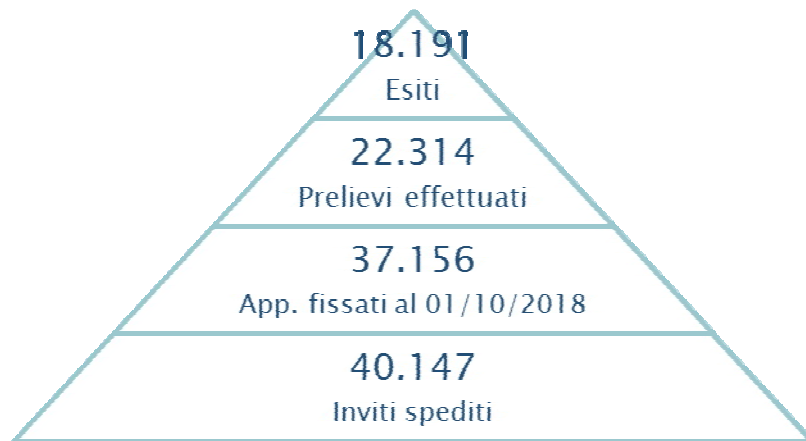 18.191
Esiti
22.314
Prelievi effettuati
37.156
App. fissati al 01/10/2018
40.147
Inviti spediti